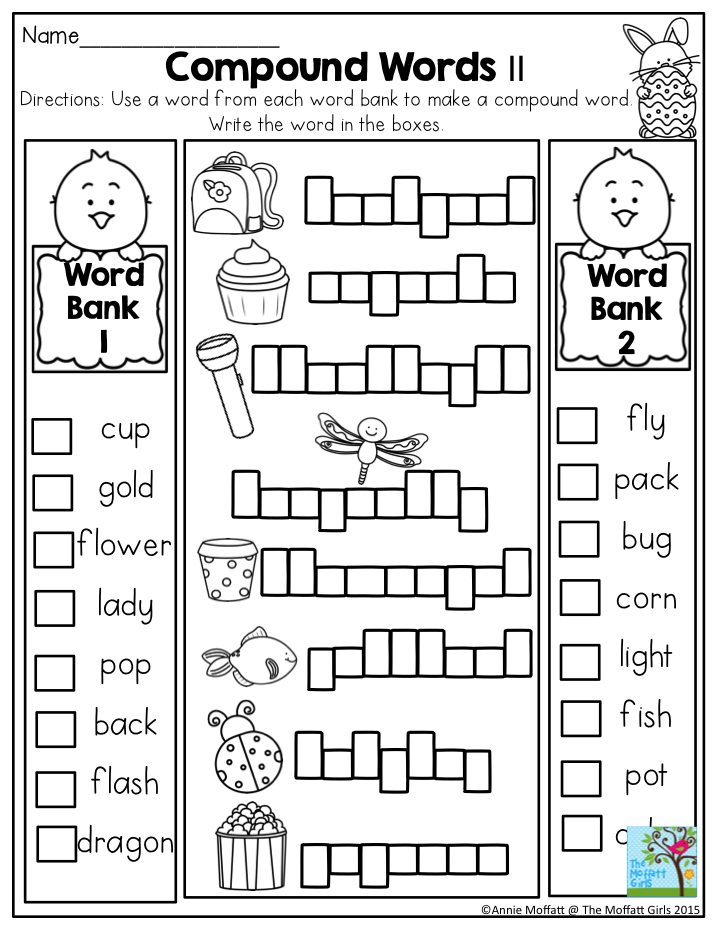 Name
Compound Words II
Directions: Use a word from each word bank to make a compound word.
Write the word in the boxes.
Word
Bank
1
cup
gold
flower
lady
pop
back
flash
dragon
Word
Bank
2
fly
pack
bug
corn
light
fish
pot
The
Moffatt
Girls
©Annie Moffatt @ The Moffatt Girls 2015